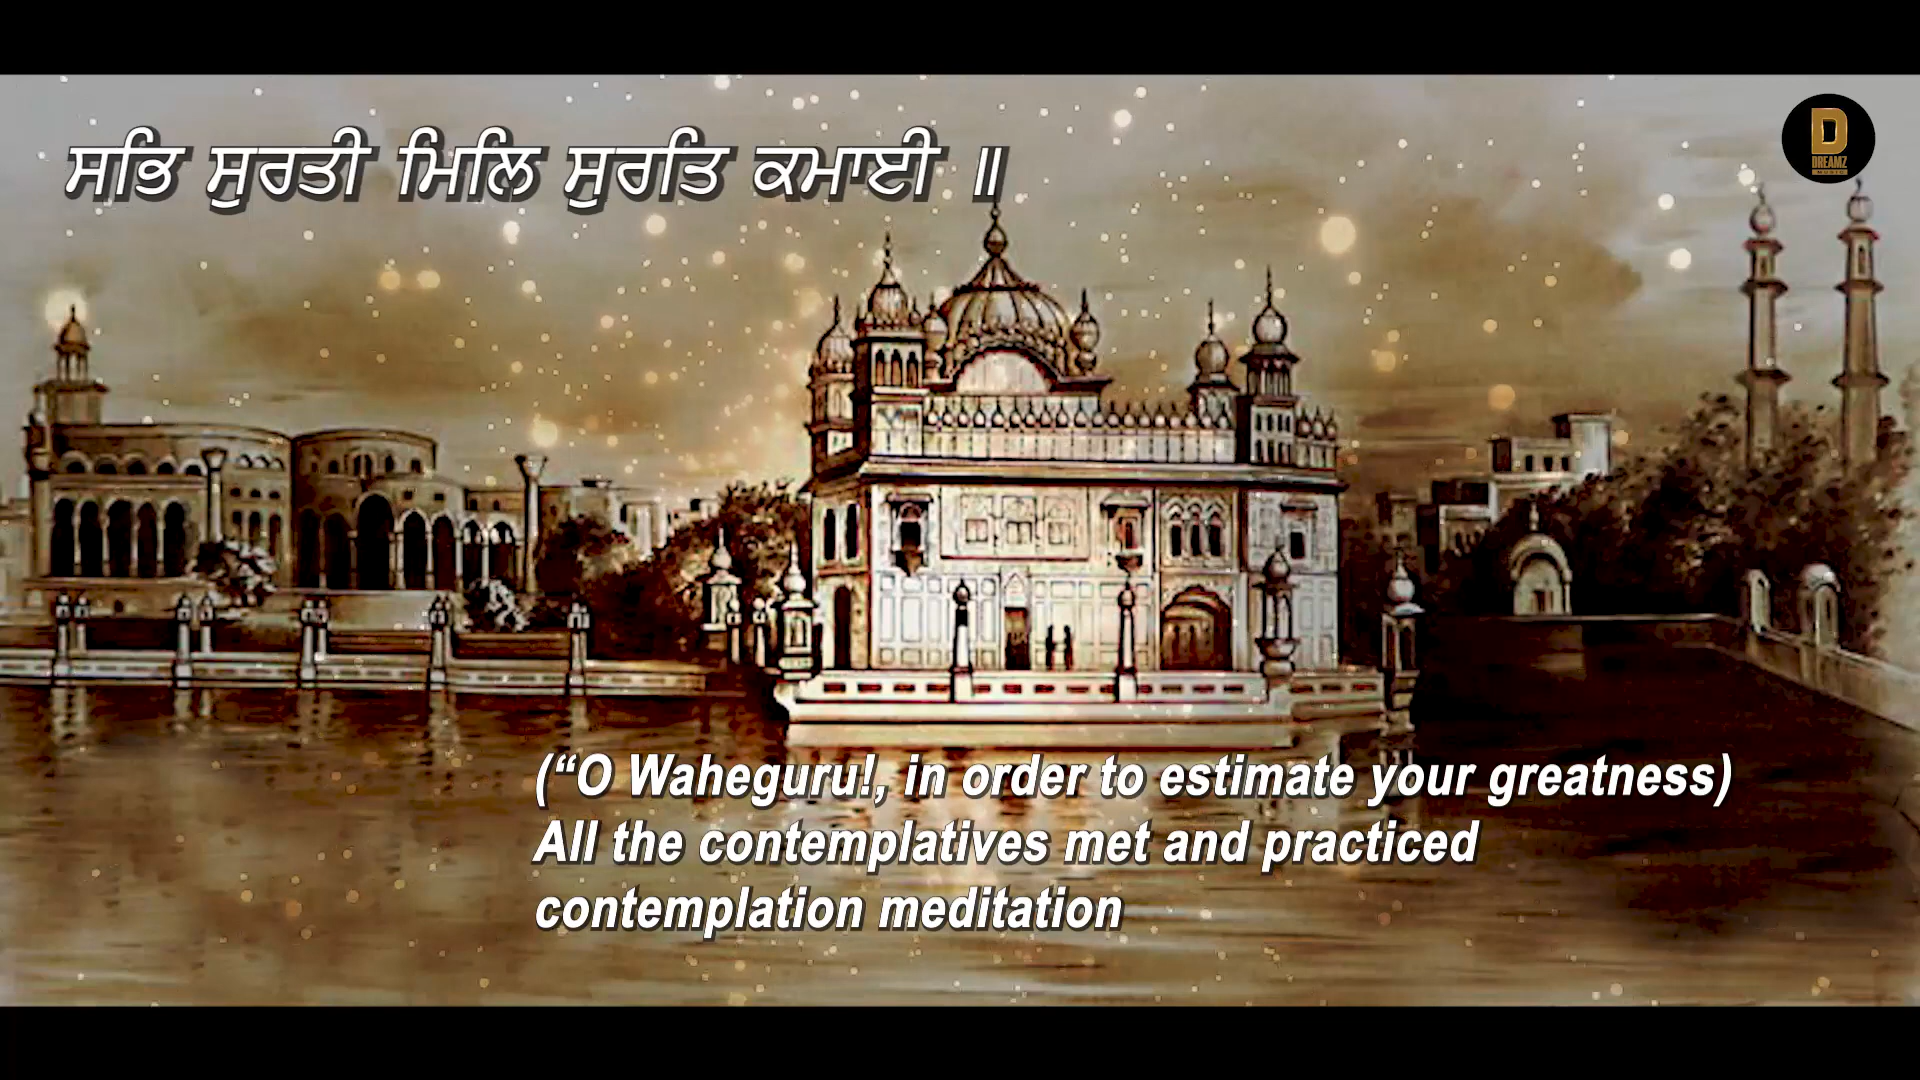 ਸਭਿ ਸੁਰਤੀ ਮਿਲਿ ਸੁਰਤਿ ਕਮਾਈ ॥
D
DREAMZ
MUSIC
(“O Waheguru!, in order to estimate your greatness)
All the contemplatives met and practiced
contemplation meditation